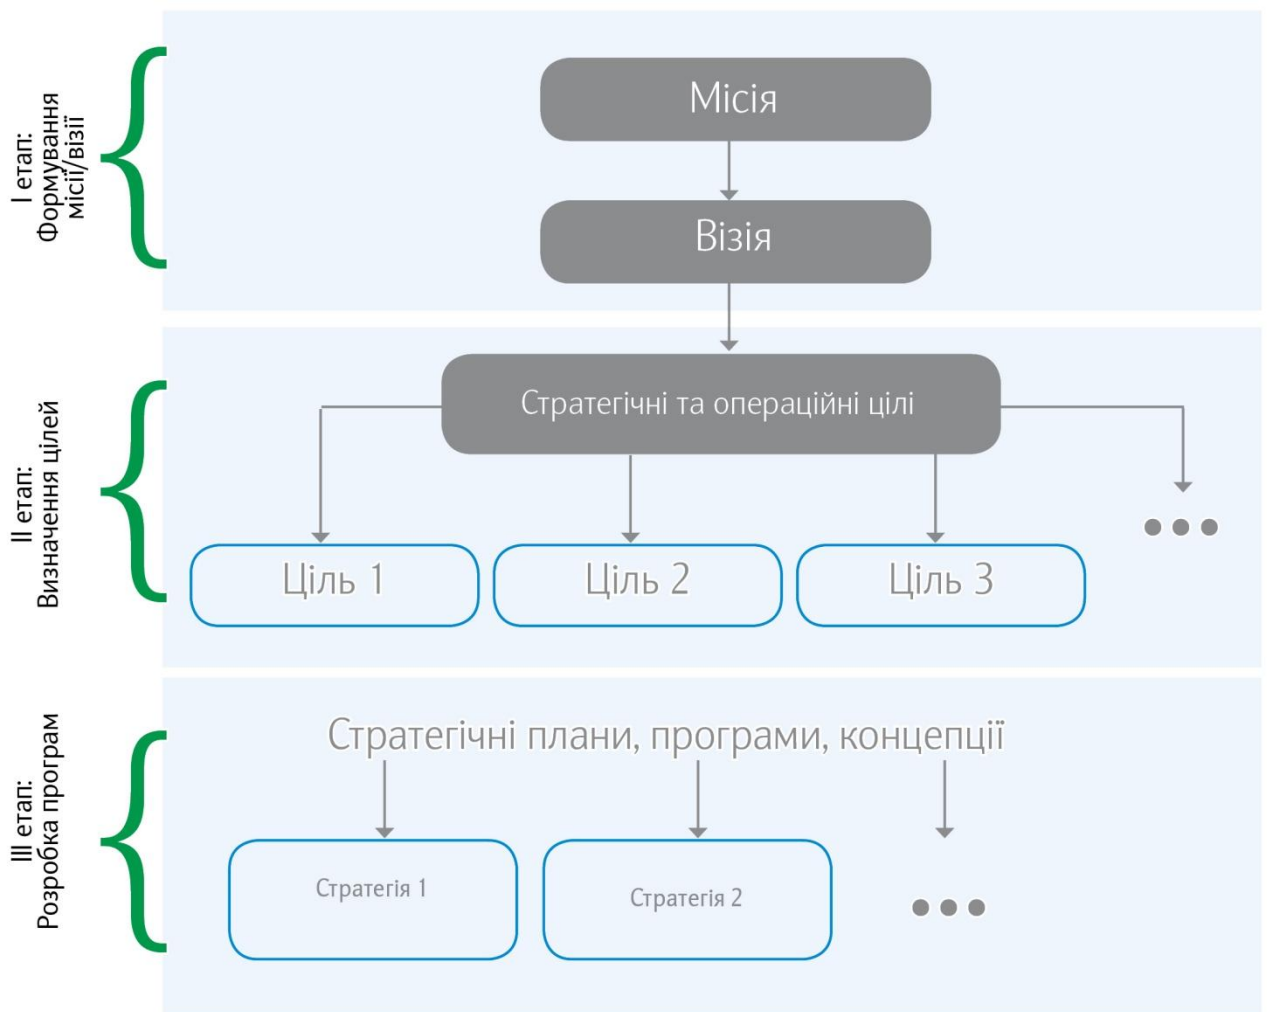 І етап:
Формування
місії/візії
Місія
Візія
ІІ етап:
Визначення цілей
Стратегічні та операційні цілі
Ціль 1
Ціль 2
Ціль 3
ІІІ етап:
Розробка програм
Стратегічні плани, програми, концепції
Стратегія 1
Стратегія 2